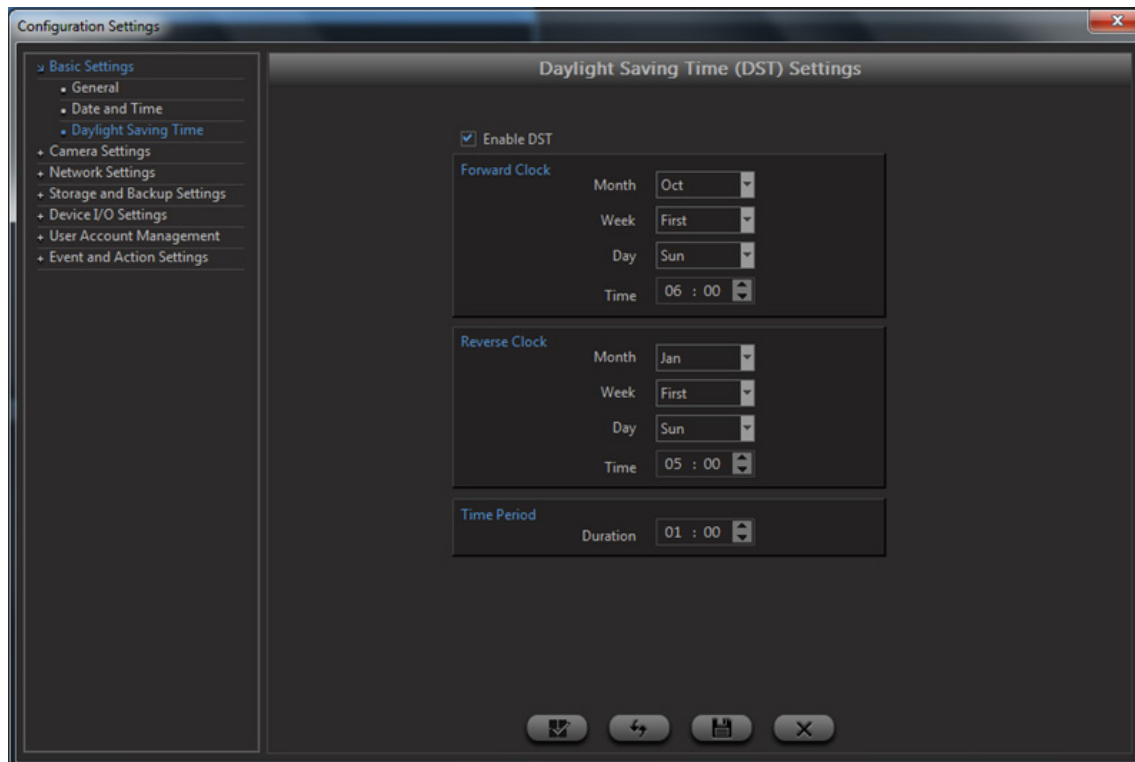 Configuration Settings
Basic Settings
General
Date and Time
Daylight Saving Time
Camera Settings
Network Settings
Storage and Backup Settings
Device I/O Settings
User Account Management
Event and Action Settings
Daylight Saving Time (DST) Settings
Enable DST
Forward Clock
Month Oct
Week First
Day Sun
Time 06 : 00
Reverse Clock
Month Jan
Week First
Day Sun
Time 05 : 00
Time Period
Duration 01 : 00